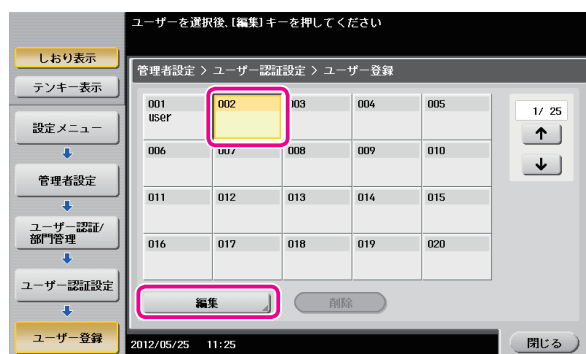 ユーザーを選択後、[編集]キーを押してください
しおり表示
テンキー表示
設定メニュー
管理者設定
ユーザー認証/
部門管理
ユーザー認証設定
ユーザー登録
管理者設定 > ユーザー認証設定 > ユーザー登録
001 002 003 004 005
user
006 007 008 009 010
011 012 013 014 015
016 017 018 019 020
1/ 25
編集 削除
2012/05/25 11:25
閉じる